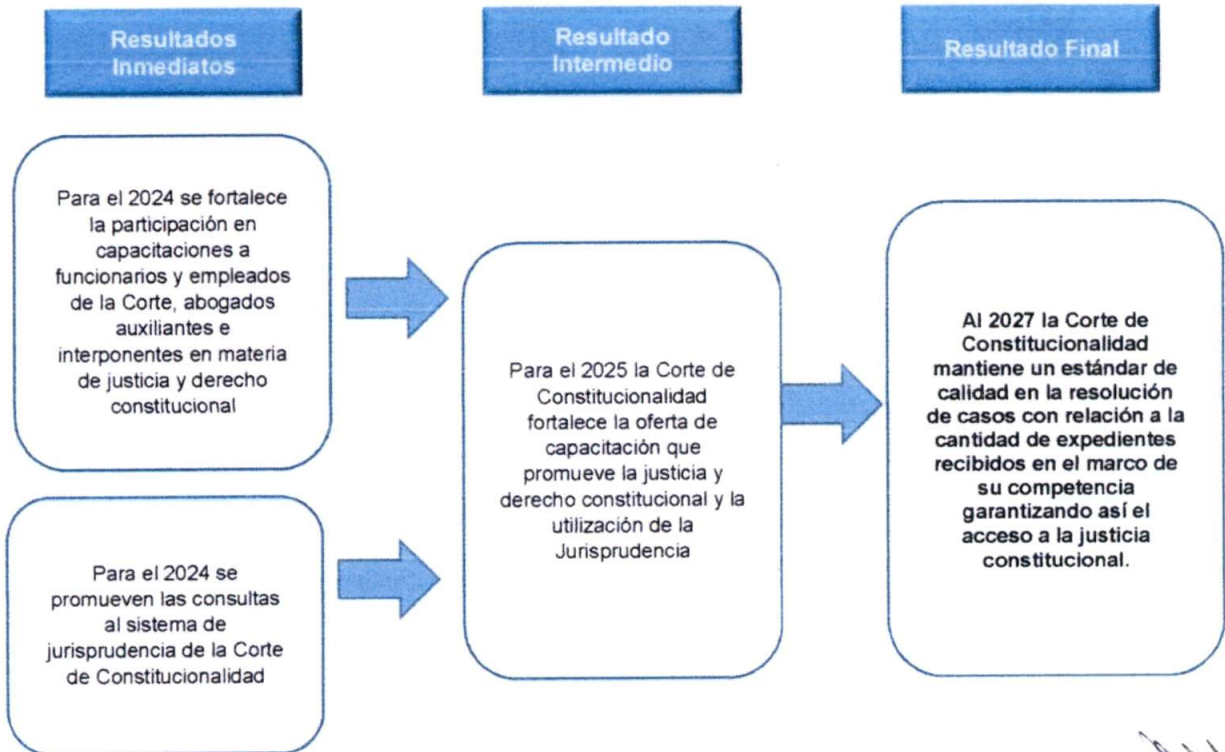 Resultados
Inmediatos
Resultado
Intermedio
Resultado Final
Para el 2024 se fortalece
la participación en
capacitaciones a
funcionarios y empleados
de la Corte, abogados
auxiliantes e
interponentes en materia
de justicia y derecho
constitucional
Para el 2024 se
promueven las consultas
al sistema de
jurisprudencia de la Corte
de Constitucionalidad
Para el 2025 la Corte de
Constitucionalidad
fortalece la oferta de
capacitación que
promueve la justicia y
derecho constitucional y la
utilización de la
Jurisprudencia
Al 2027 la Corte de
Constitucionalidad
mantiene un estándar de
calidad en la resolución
de casos con relación a la
cantidad de expedientes
recibidos en el marco de
su competencia
garantizando así el
acceso a la justicia
constitucional.